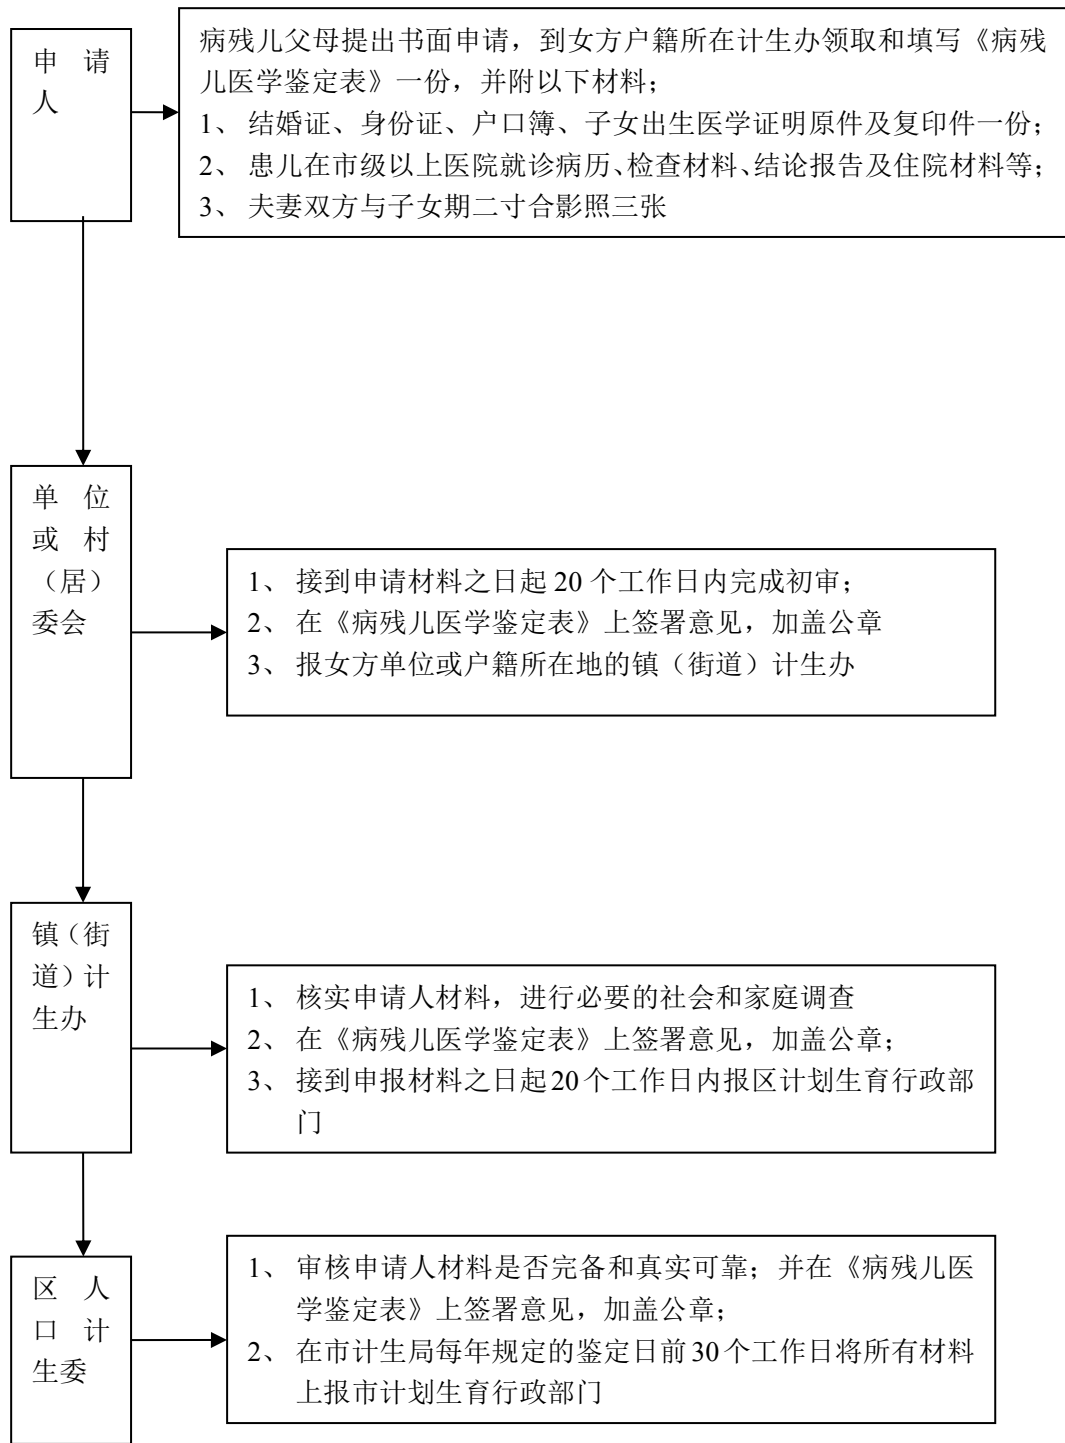 申请
人
病残儿父母提出书面申请，到女方户籍所在计生办领取和填写《病残
儿医学鉴定表》一份，并附以下材料；
1、 结婚证、身份证、户口簿、子女出生医学证明原件及复印件一份；
2、 患儿在市级以上医院就诊病历、检查材料、结论报告及住院材料等；
3、 夫妻双方与子女期二寸合影照三张
单位
或村
（居）
委会
1、 接到申请材料之日起 20 个工作日内完成初审；
2、 在《病残儿医学鉴定表》上签署意见，加盖公章
3、 报女方单位或户籍所在地的镇（街道）计生办
镇（街
道）计
生办
1、 核实申请人材料，进行必要的社会和家庭调查
2、 在《病残儿医学鉴定表》上签署意见，加盖公章；
3、 接到申报材料之日起 20 个工作日内报区计划生育行政部
门
区人
口计
生委
1、 审核申请人材料是否完备和真实可靠；并在《病残儿医
学鉴定表》上签署意见，加盖公章；
2、 在市计生局每年规定的鉴定日前 30 个工作日将所有材料
上报市计划生育行政部门